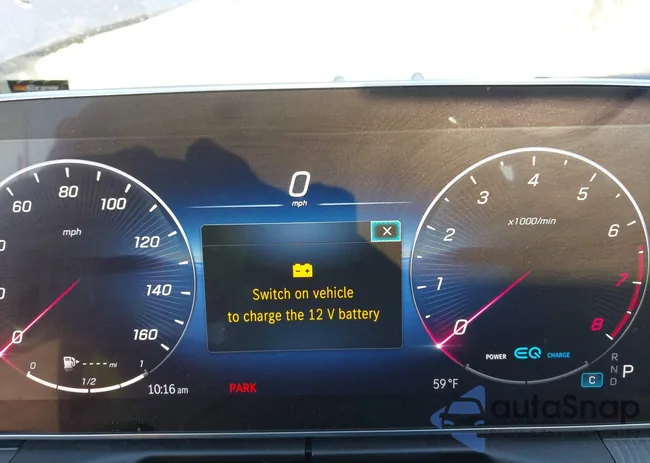 0
mph
60
80
100
120
140
160
0
mph
0
Switch on vehicle
to charge the 12 V battery
0
1/2
1
---- mi
10:16 am
PARK
59 °F
x1000/min
0
1
2
3
4
5
6
7
8
POWER EQ CHARGE
C
R
N
D
P
autoSnap